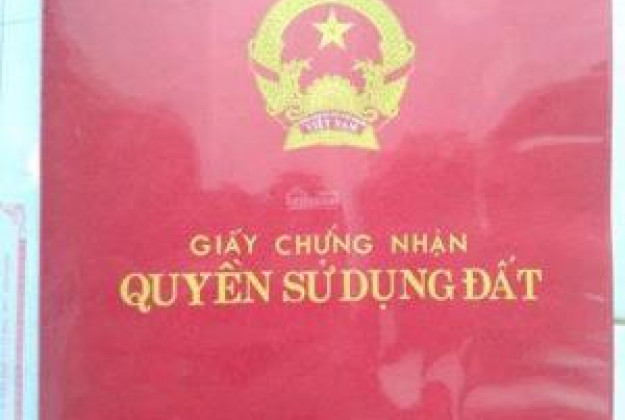 VIỆT NAM
GIẤY CHỨNG NHẬN
QUYỀN SỬ DỤNG ĐẤT